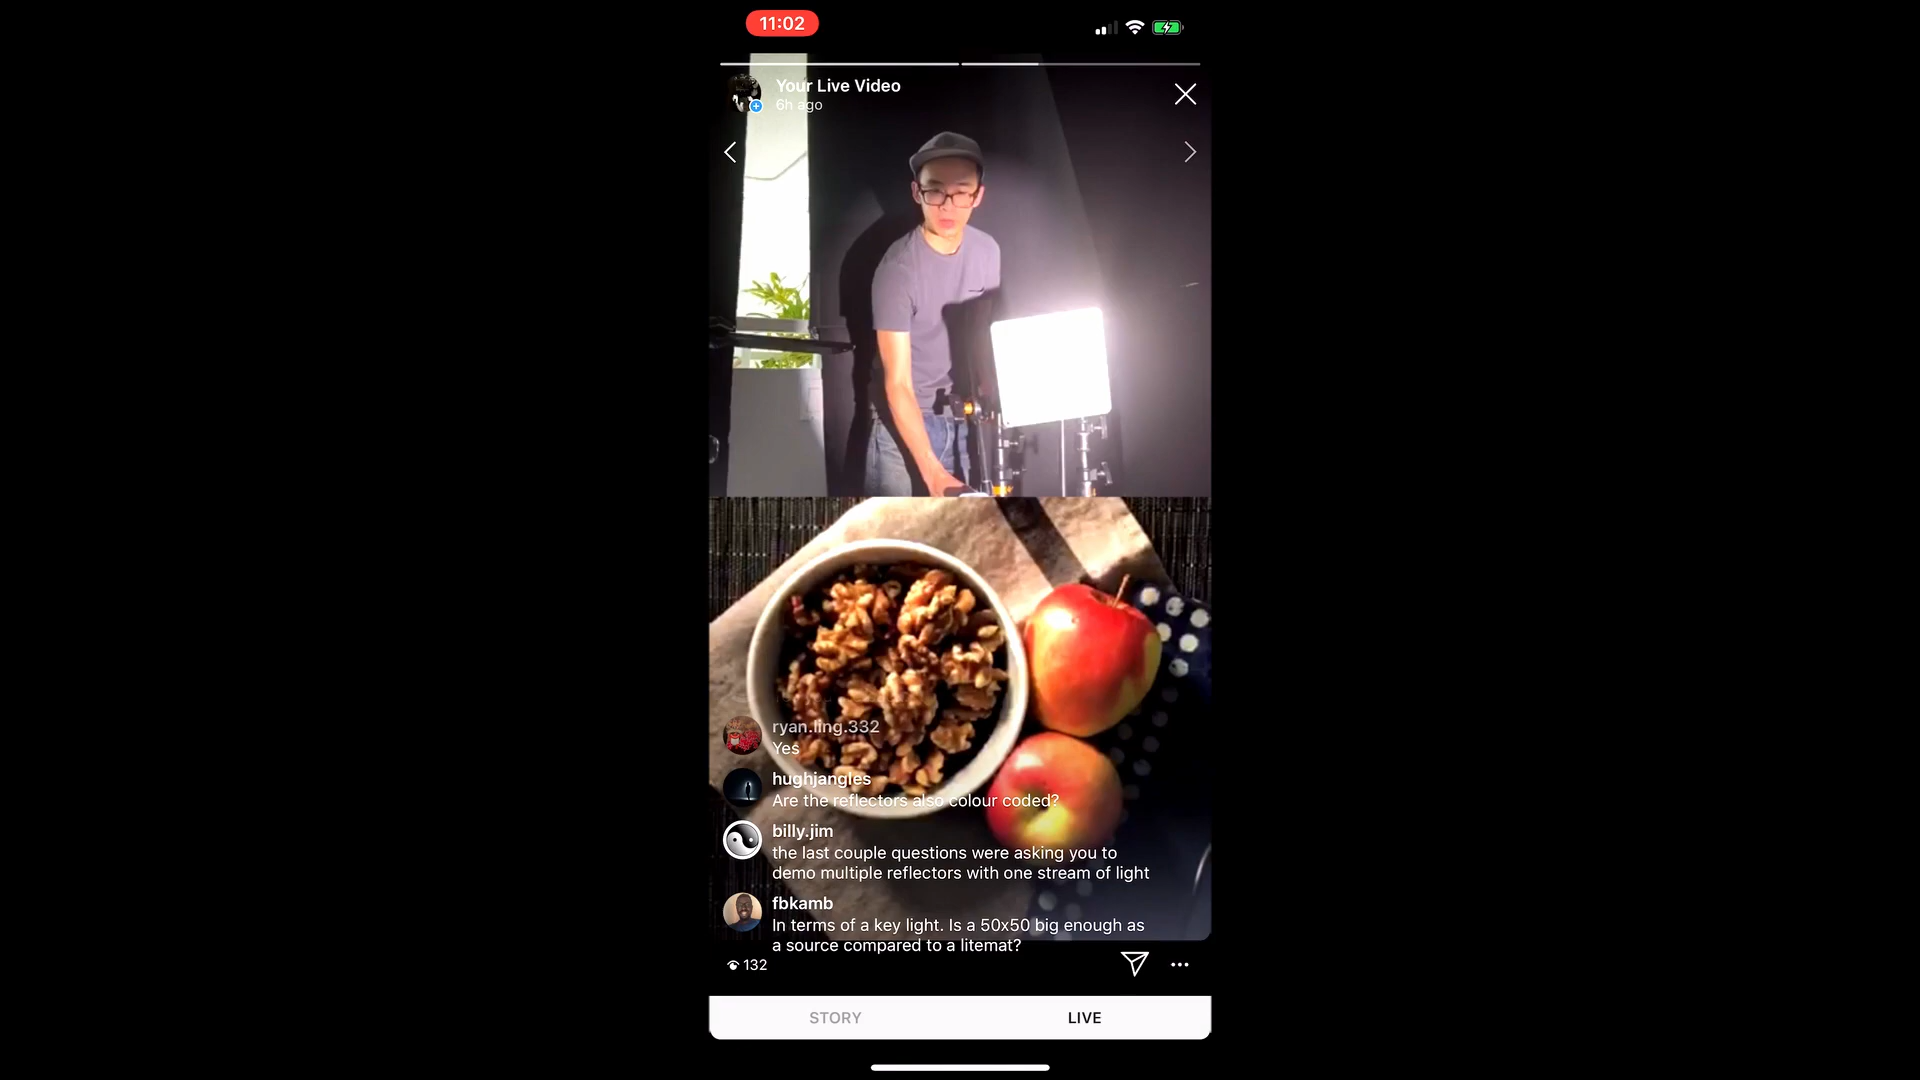 11:02
Your Live Video
6h ago
ryan.ling.332
Yes
hughjangles
Are the reflectors also colour coded?
billy.jim
the last couple questions were asking you to
demo multiple reflectors with one stream of light
fbkamb
In terms of a key light. Is a 50x50 big enough as
a source compared to a litemat?
132
STORY
LIVE